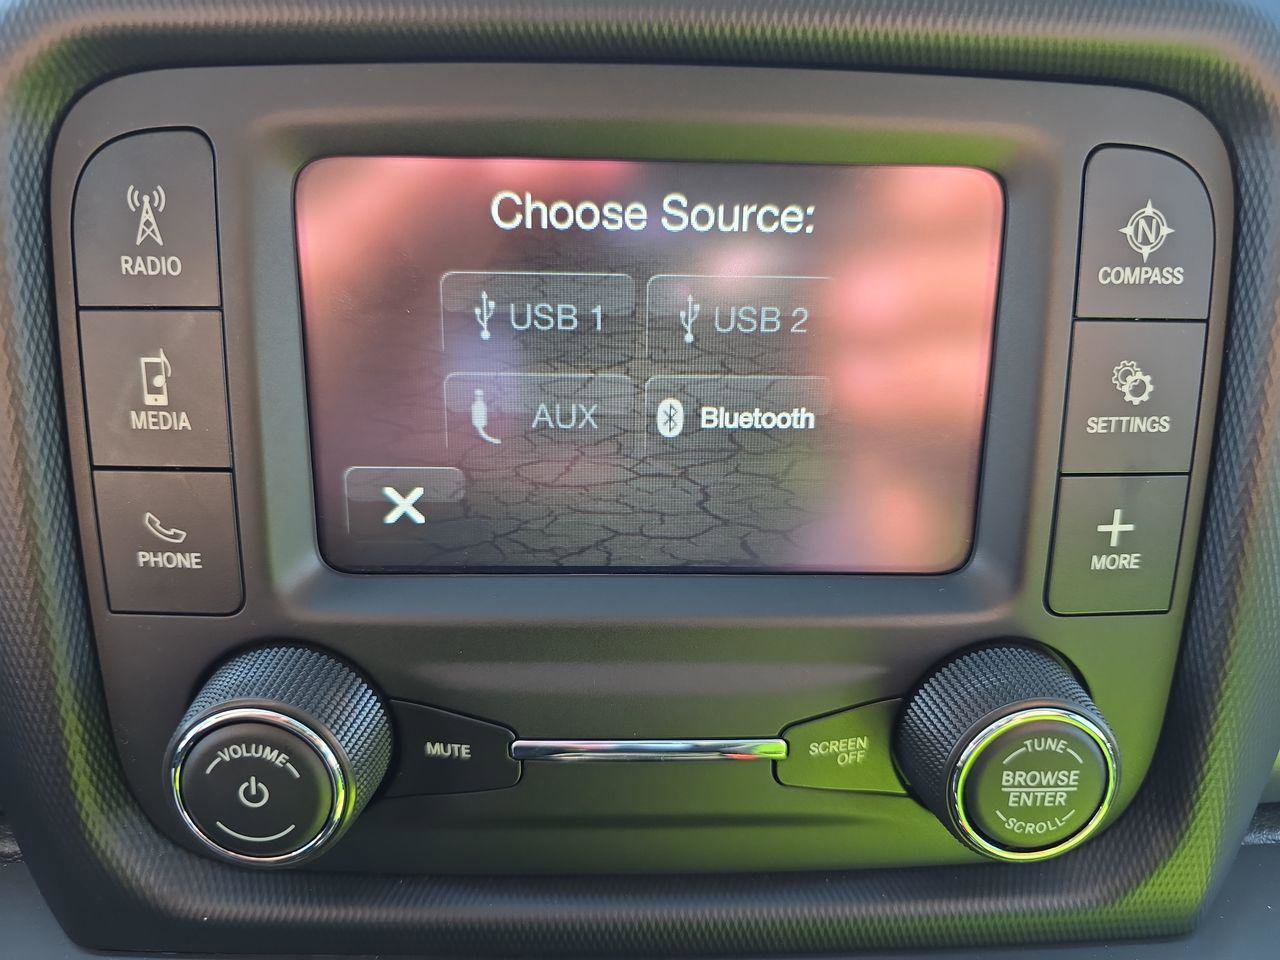 Choose Source:
USB 1
USB 2
AUX
Bluetooth
RADIO
MEDIA
PHONE
N
COMPASS
SETTINGS
MORE
VOLUME
MUTE
SCREEN
OFF
TUNE
BROWSE
ENTER
SCROLL